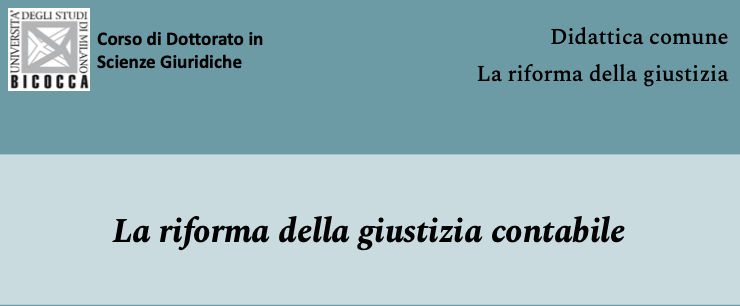 UNIVERSITA' DEGLI STUDI DI MILANO
BICOCCA
Corso di Dottorato in
Scienze Giuridiche
Didattica comune
La riforma della giustizia
La riforma della giustizia contabile